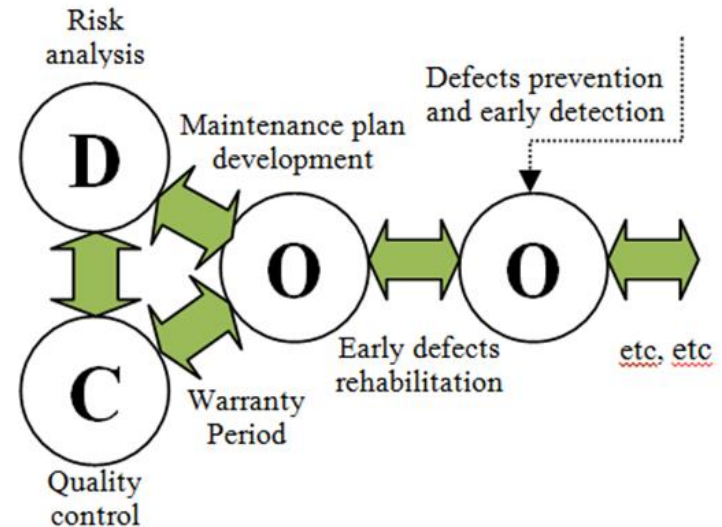 Risk
analysis
D
Maintenance plan
development
Defects prevention
and early detection
O
O
C
Quality
control
Warranty
Period
Early defects
rehabilitation
etc, etc